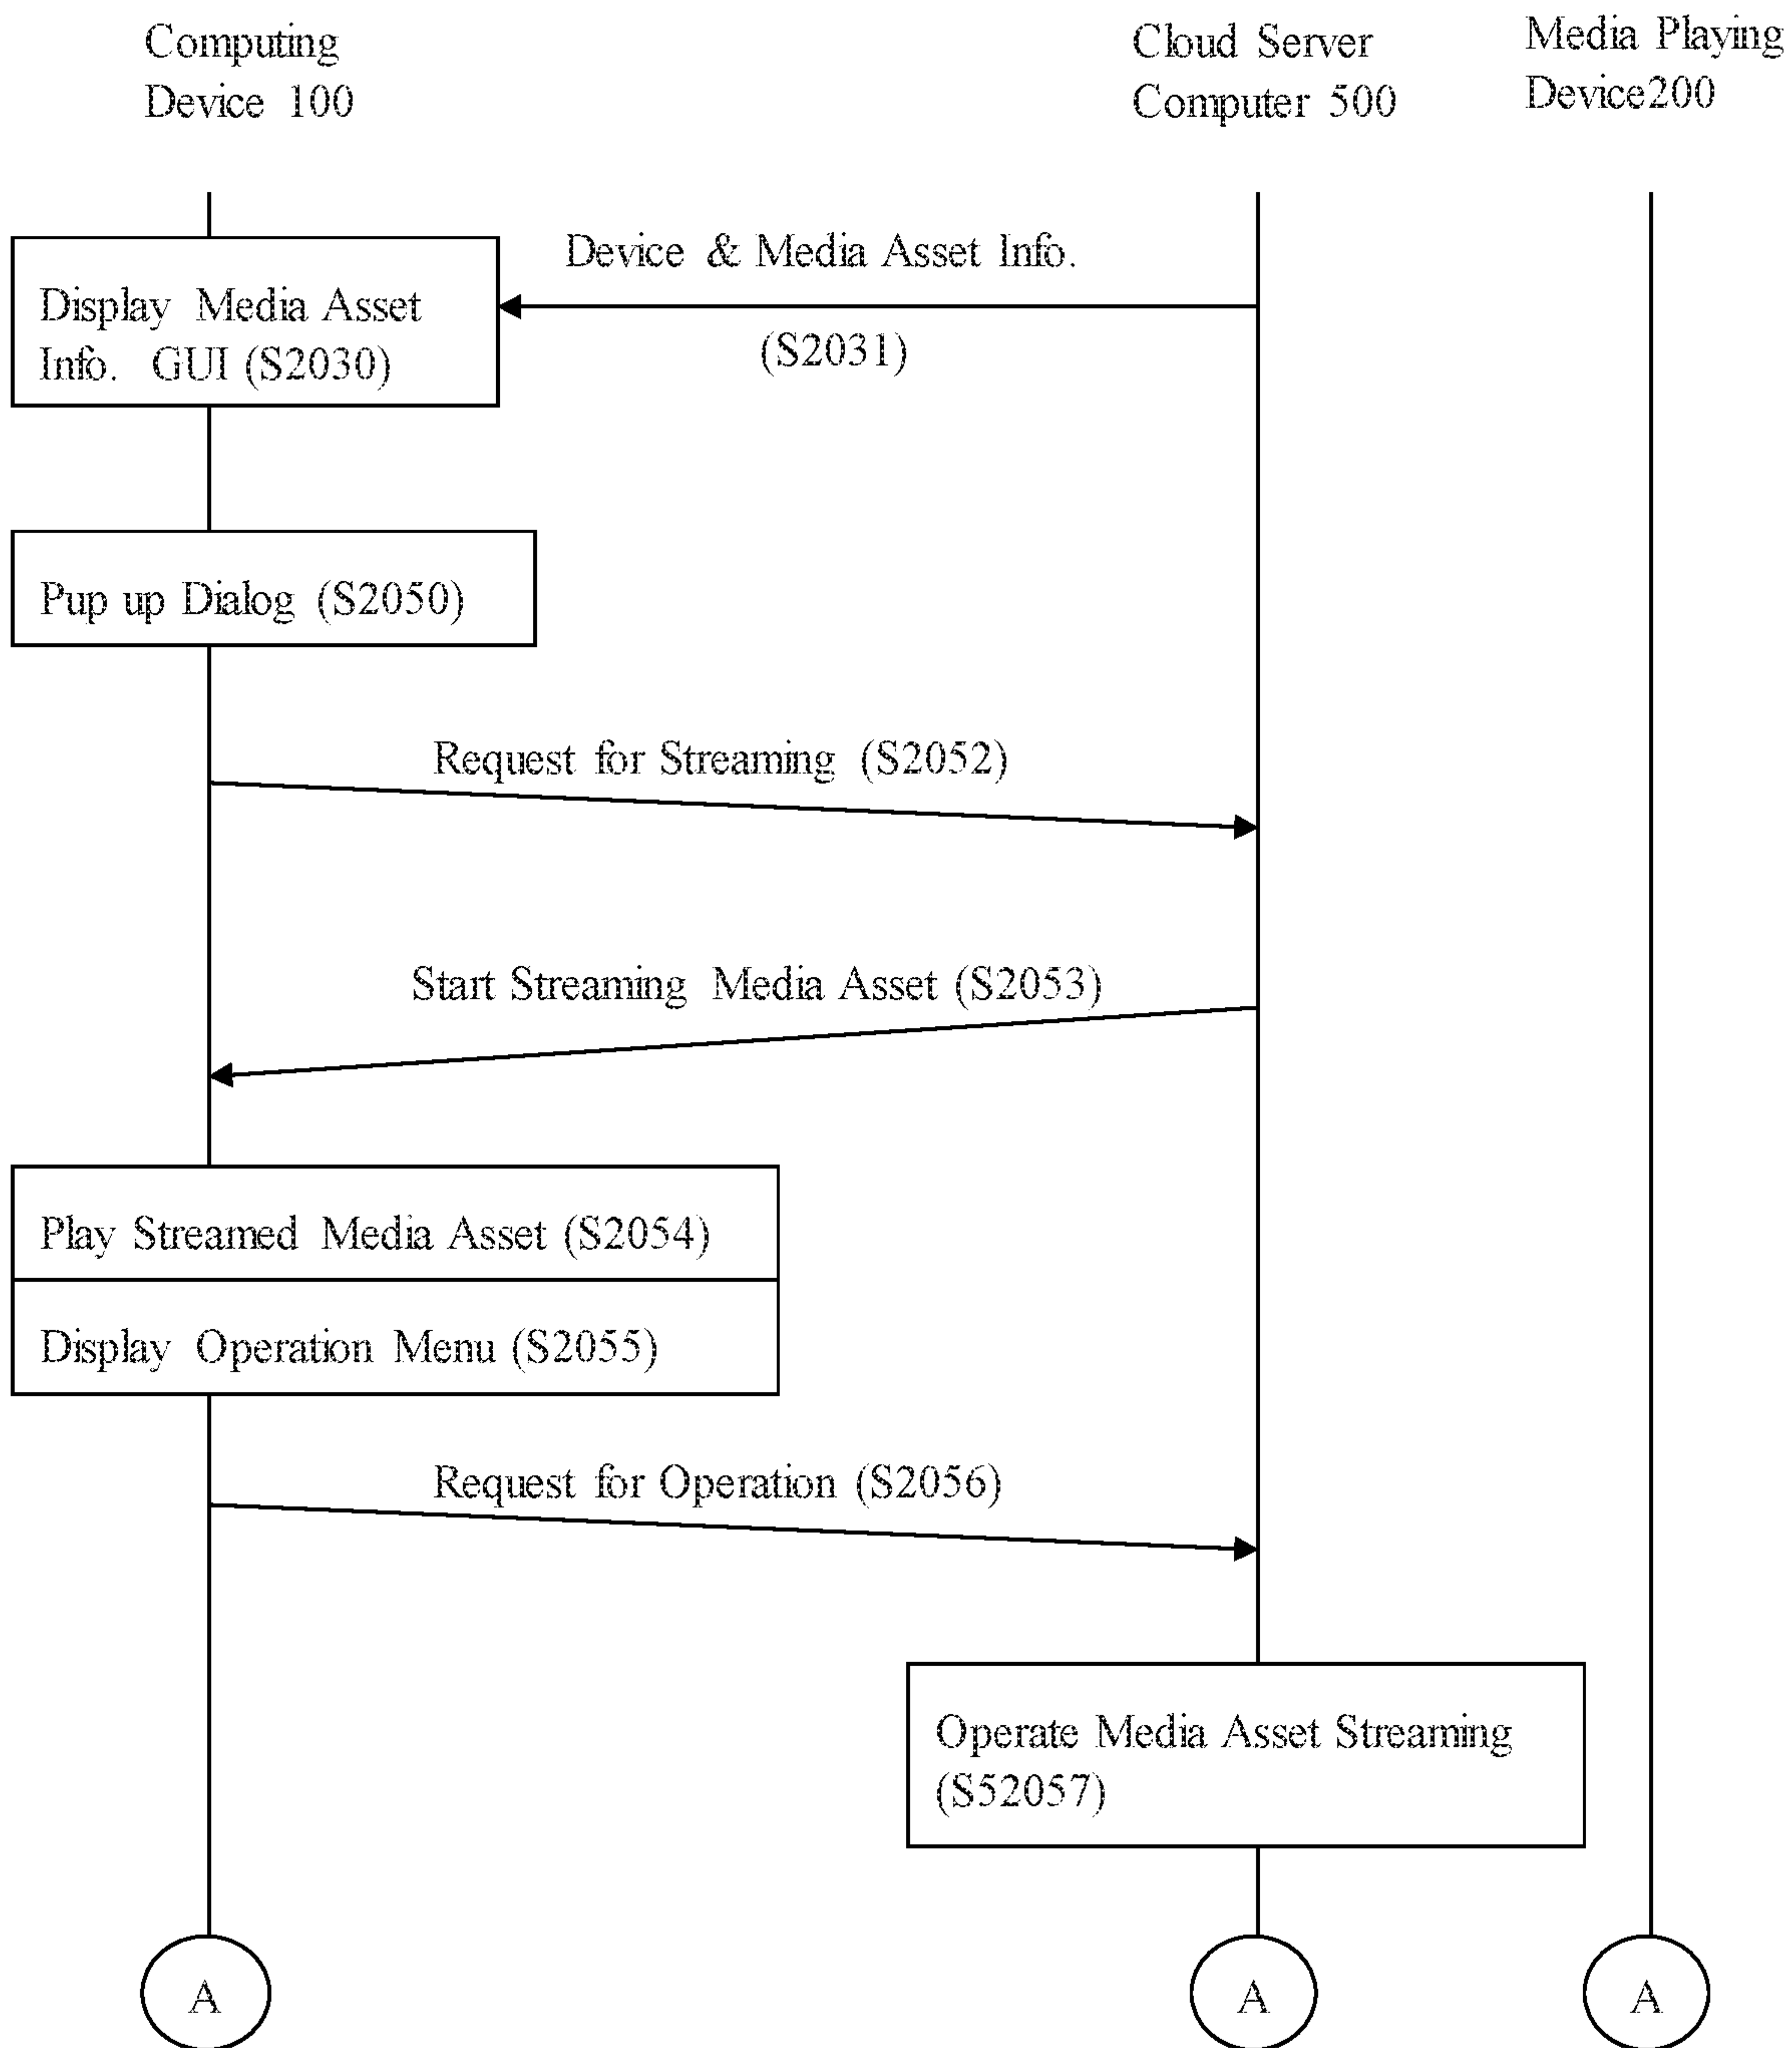 Computing
Device 100
Cloud Server
Computer 500
Media Playing
Device200
Device & Media Asset Info.
(S2031)
Display Media Asset
Info. GUI (S2030)
Pup up Dialog (S2050)
Request for Streaming (S2052)
Start Streaming Media Asset (S2053)
Play Streamed Media Asset (S2054)
Display Operation Menu (S2055)
Request for Operation (S2056)
Operate Media Asset Streaming
(S52057)
A
A
A